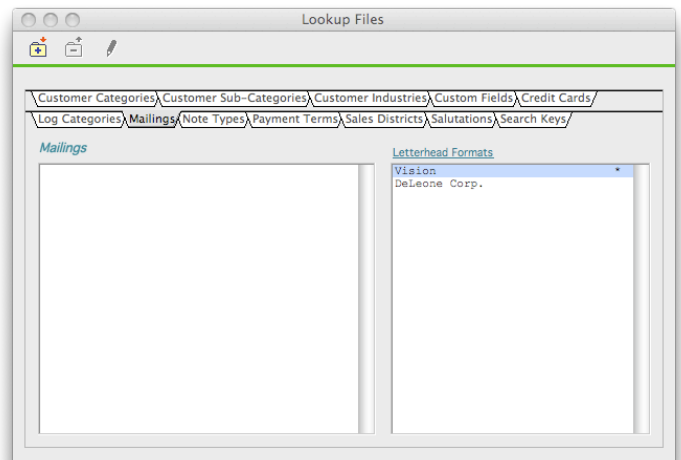 Lookup Files
Customer Categories Customer Sub-Categories Customer Industries Custom Fields Credit Cards
Log Categories Mailings Note Types Payment Terms Sales Districts Salutations Search Keys
Mailings
Letterhead Formats
Vision *
DeLeone Corp.